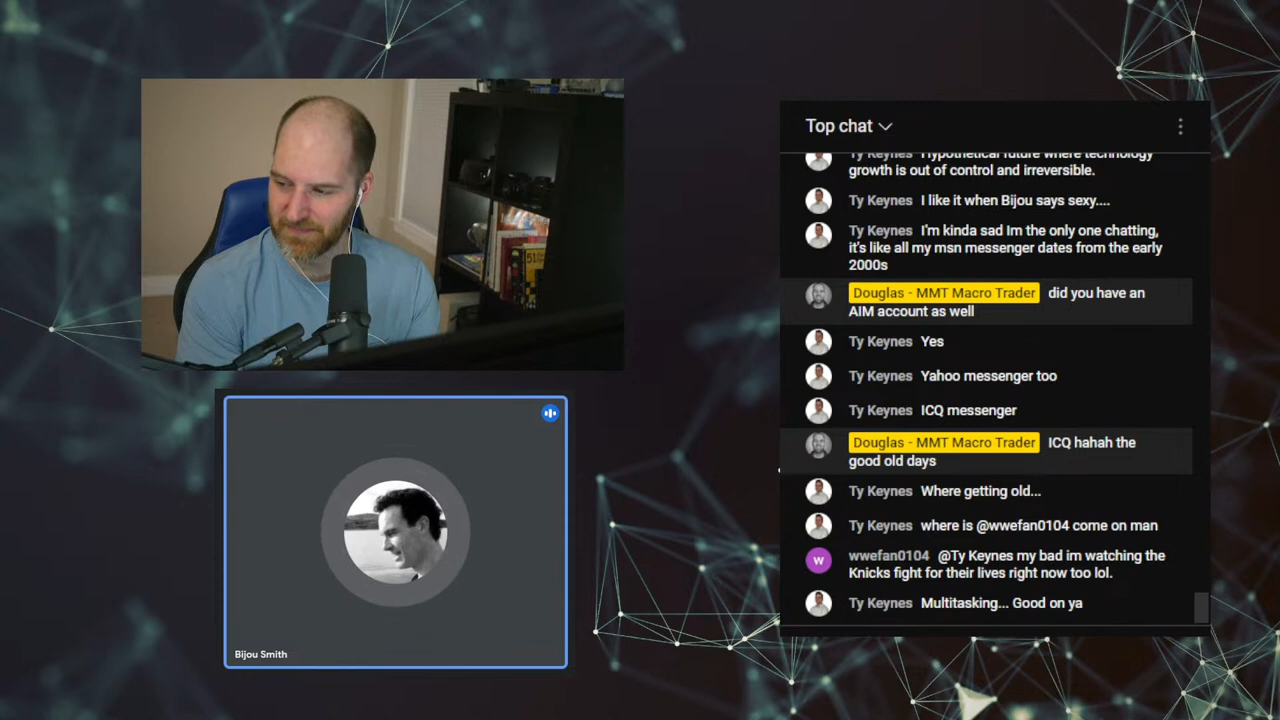 Top chat
Ty Keynes Hypothetical future where technology
growth is out of control and irreversible.
Ty Keynes I like it when Bijou says sexy....
Ty Keynes I'm kinda sad Im the only one chatting,
it's like all my msn messenger dates from the early
2000s
Douglas - MMT Macro Trader did you have an
AIM account as well
Ty Keynes Yes
Ty Keynes Yahoo messenger too
Ty Keynes ICQ messenger
Douglas - MMT Macro Trader ICQ hahah the
good old days
Ty Keynes Where getting old...
Ty Keynes where is @wwefan0104 come on man
W
wwefan0104 @Ty Keynes my bad im watching the
Knicks fight for their lives right now too lol.
Ty Keynes Multitasking... Good on ya
Bijou Smith